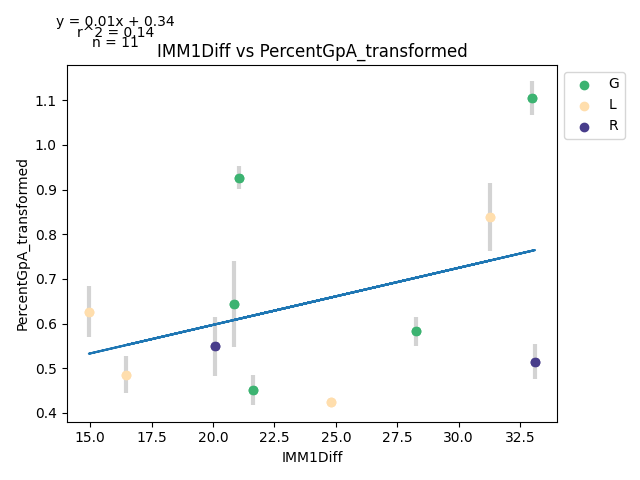 y = 0.01x + 0.34
r^2 = 0.14
n = 11
IMM1Diff vs PercentGpA_transformed
G
L
R
PercentGpA_transformed
1.1
1.0
0.9
0.8
0.7
0.6
0.5
0.4
15.0 17.5 20.0 22.5 25.0 27.5 30.0 32.5
IMM1Diff